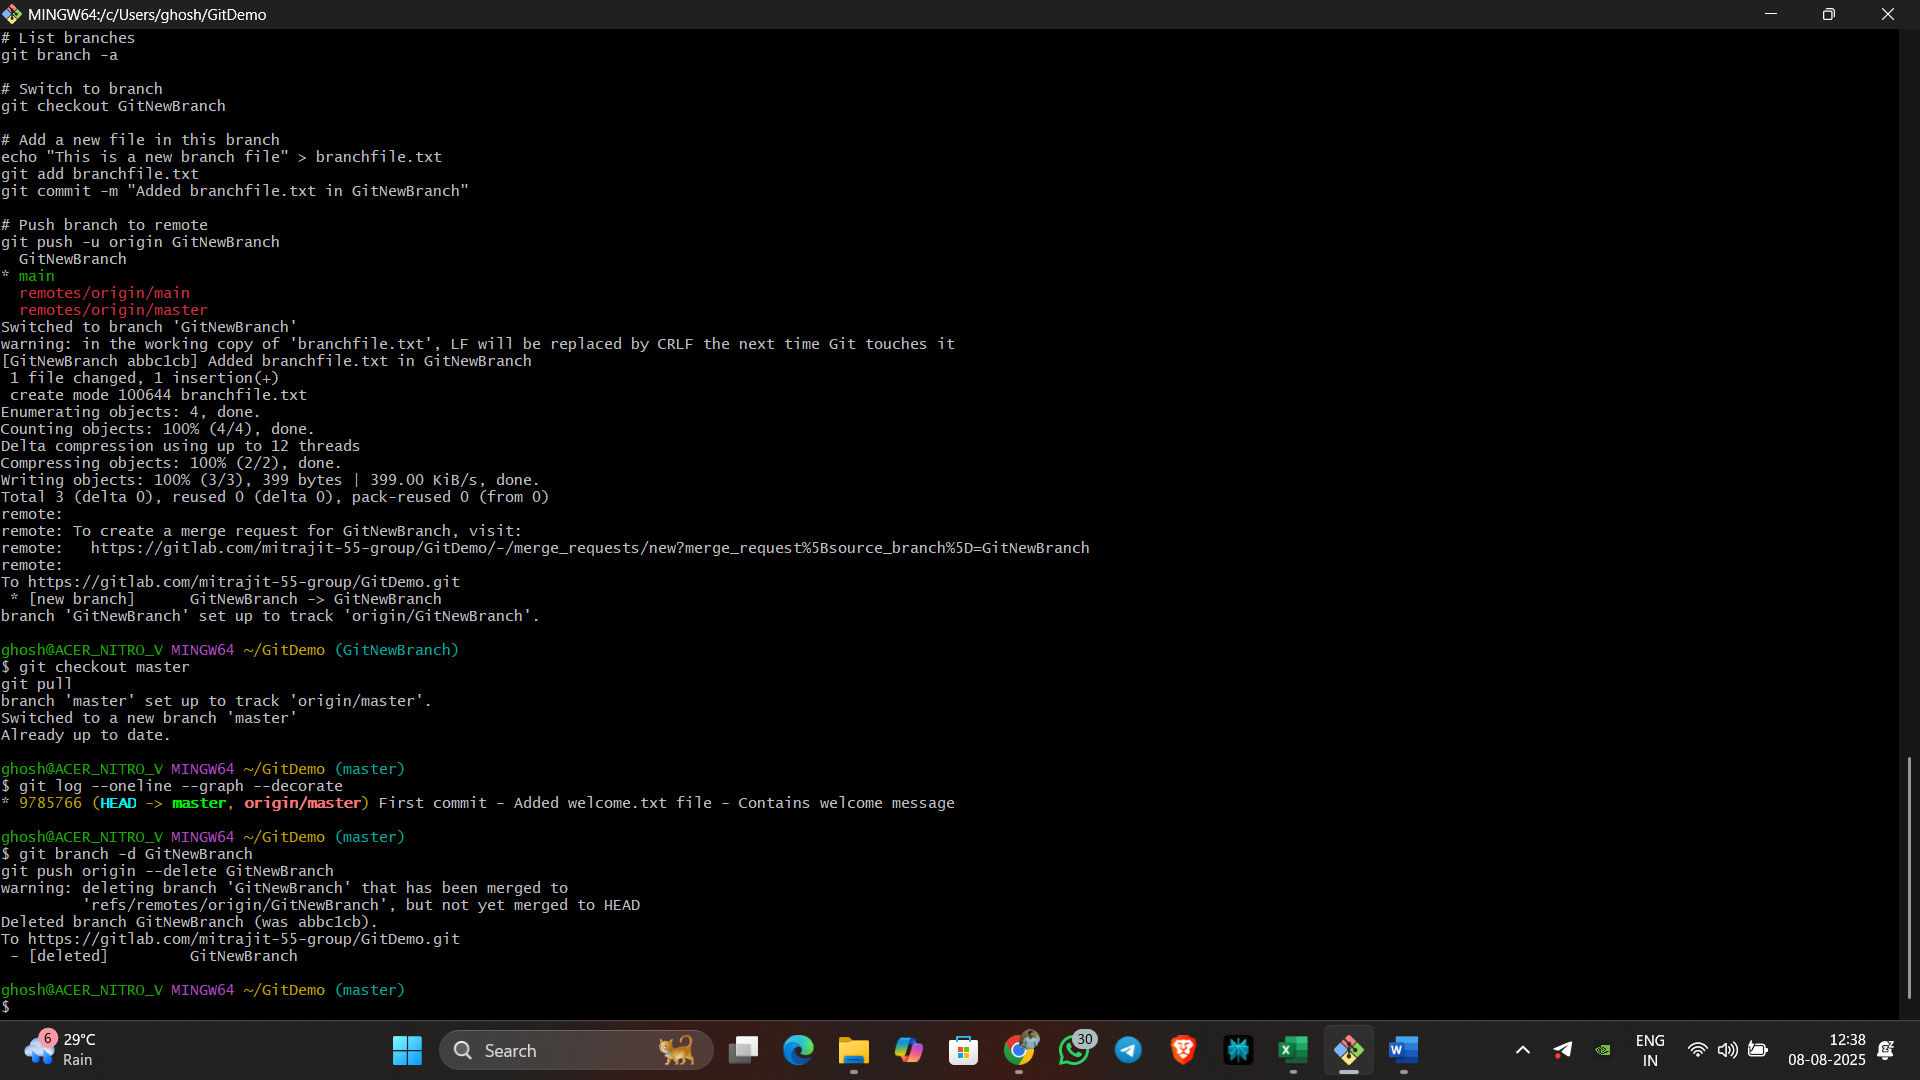 MINGW64:/c/Users/ghosh/GitDemo
# List branches
git branch -a
# Switch to branch
git checkout GitNewBranch
# Add a new file in this branch
echo "This is a new branch file" > branchfile.txt
git add branchfile.txt
git commit -m "Added branchfile.txt in GitNewBranch"
# Push branch to remote
git push -u origin GitNewBranch
  GitNewBranch
* main
  remotes/origin/main
  remotes/origin/master
Switched to branch 'GitNewBranch'
warning: in the working copy of 'branchfile.txt', LF will be replaced by CRLF the next time Git touches it
[GitNewBranch abbc1cb] Added branchfile.txt in GitNewBranch
 1 file changed, 1 insertion(+)
 create mode 100644 branchfile.txt
Enumerating objects: 4, done.
Counting objects: 100% (4/4), done.
Delta compression using up to 12 threads
Compressing objects: 100% (2/2), done.
Writing objects: 100% (3/3), 399 bytes | 399.00 KiB/s, done.
Total 3 (delta 0), reused 0 (delta 0), pack-reused 0 (from 0)
remote:
remote: To create a merge request for GitNewBranch, visit:
remote:   https://gitlab.com/mitrajit-55-group/GitDemo/-/merge_requests/new?merge_request%5Bsource_branch%5D=GitNewBranch
remote:
To https://gitlab.com/mitrajit-55-group/GitDemo.git
 * [new branch]      GitNewBranch -> GitNewBranch
branch 'GitNewBranch' set up to track 'origin/GitNewBranch'.
ghosh@ACER_NITRO_V MINGW64 ~/GitDemo (GitNewBranch)
$ git checkout master
git pull
branch 'master' set up to track 'origin/master'.
Switched to a new branch 'master'
Already up to date.
ghosh@ACER_NITRO_V MINGW64 ~/GitDemo (master)
$ git log --oneline --graph --decorate
* 9785766 (HEAD -> master, origin/master) First commit - Added welcome.txt file - Contains welcome message
ghosh@ACER_NITRO_V MINGW64 ~/GitDemo (master)
$ git branch -d GitNewBranch
git push origin --delete GitNewBranch
warning: deleting branch 'GitNewBranch' that has been merged to
         'refs/remotes/origin/GitNewBranch', but not yet merged to HEAD
Deleted branch GitNewBranch (was abbc1cb).
To https://gitlab.com/mitrajit-55-group/GitDemo.git
 - [deleted]         GitNewBranch
ghosh@ACER_NITRO_V MINGW64 ~/GitDemo (master)
$
6 29°C
Rain
Search
30
ENG
IN
12:38
08-08-2025